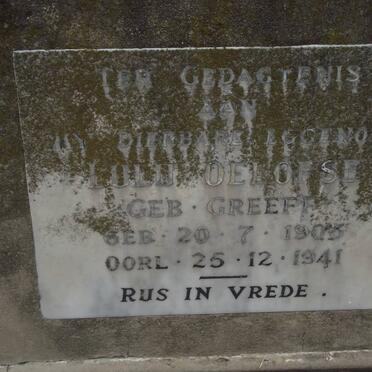 TER GEDAGTENIS
AAN
MY DIERBARE EGGENO
OELOFSE
GEB · GREEFF
GEB · 20 · 7 · 1905
OORL · 25 · 12 · 1941
RUS IN VREDE .